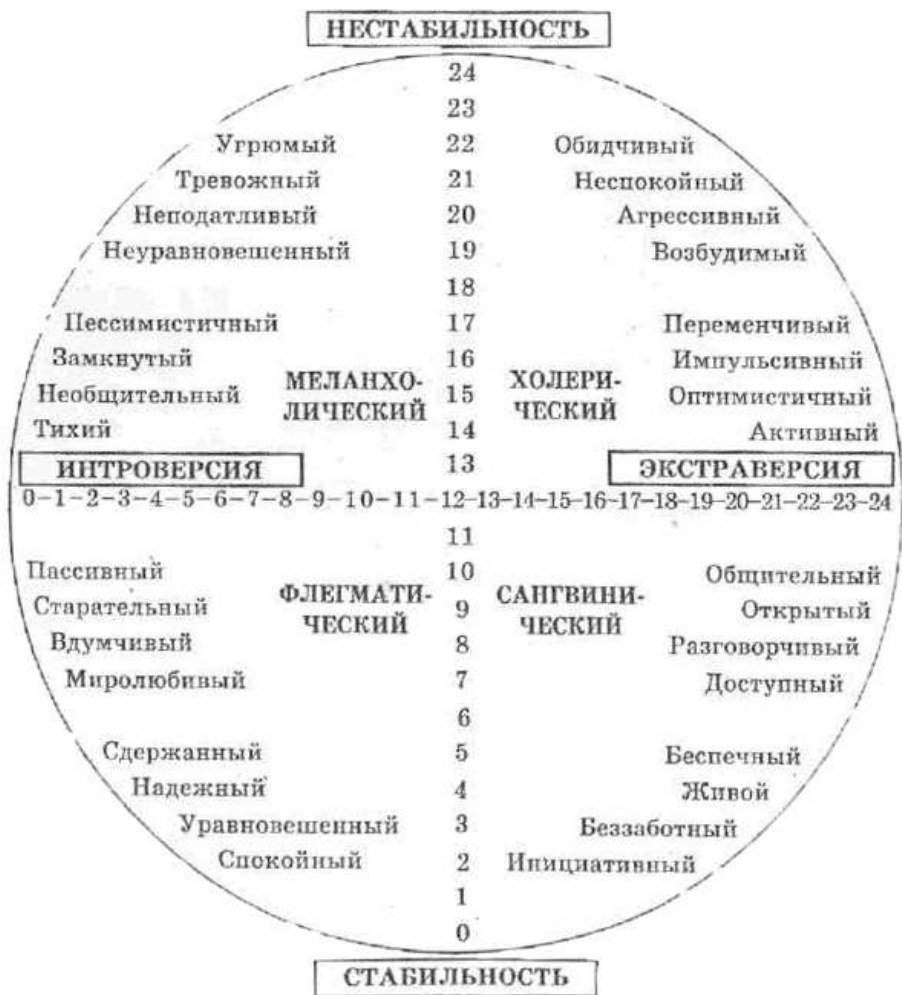 НЕСТАБИЛЬНОСТЬ
24
23
Угрюмый 22 Обидчивый
Тревожный 21 Неспокойный
Неподатливый 20 Агрессивный
Неуравновешенный 19 Возбудимый
18
Пессимистичный 17 Переменчивый
Замкнутый 16 Импульсивный
МЕЛАНХО- ХОЛЕРИ-
Необщительный 15 Оптимистичный
ЛИЧЕСКИЙ ЧЕСКИЙ
Тихий 14 Активный
ИНТРОВЕРСИЯ 13 ЭКСТРАВЕРСИЯ
0-1-2-3-4-5-6-7-8-9-10-11-12-13-14-15-16-17-18-19-20-21-22-23-24
11
Пассивный 10 Общительный
ФЛЕГМАТИ- САНГВИНИ-
Старательный 9 Открытый
ЧЕСКИЙ ЧЕСКИЙ
Вдумчивый 8 Разговорчивый
Миролюбивый 7 Доступный
6
Сдержанный 5 Беспечный
Надежный 4 Живой
Уравновешенный 3 Беззаботный
Спокойный 2 Инициативный
1
0
СТАБИЛЬНОСТЬ